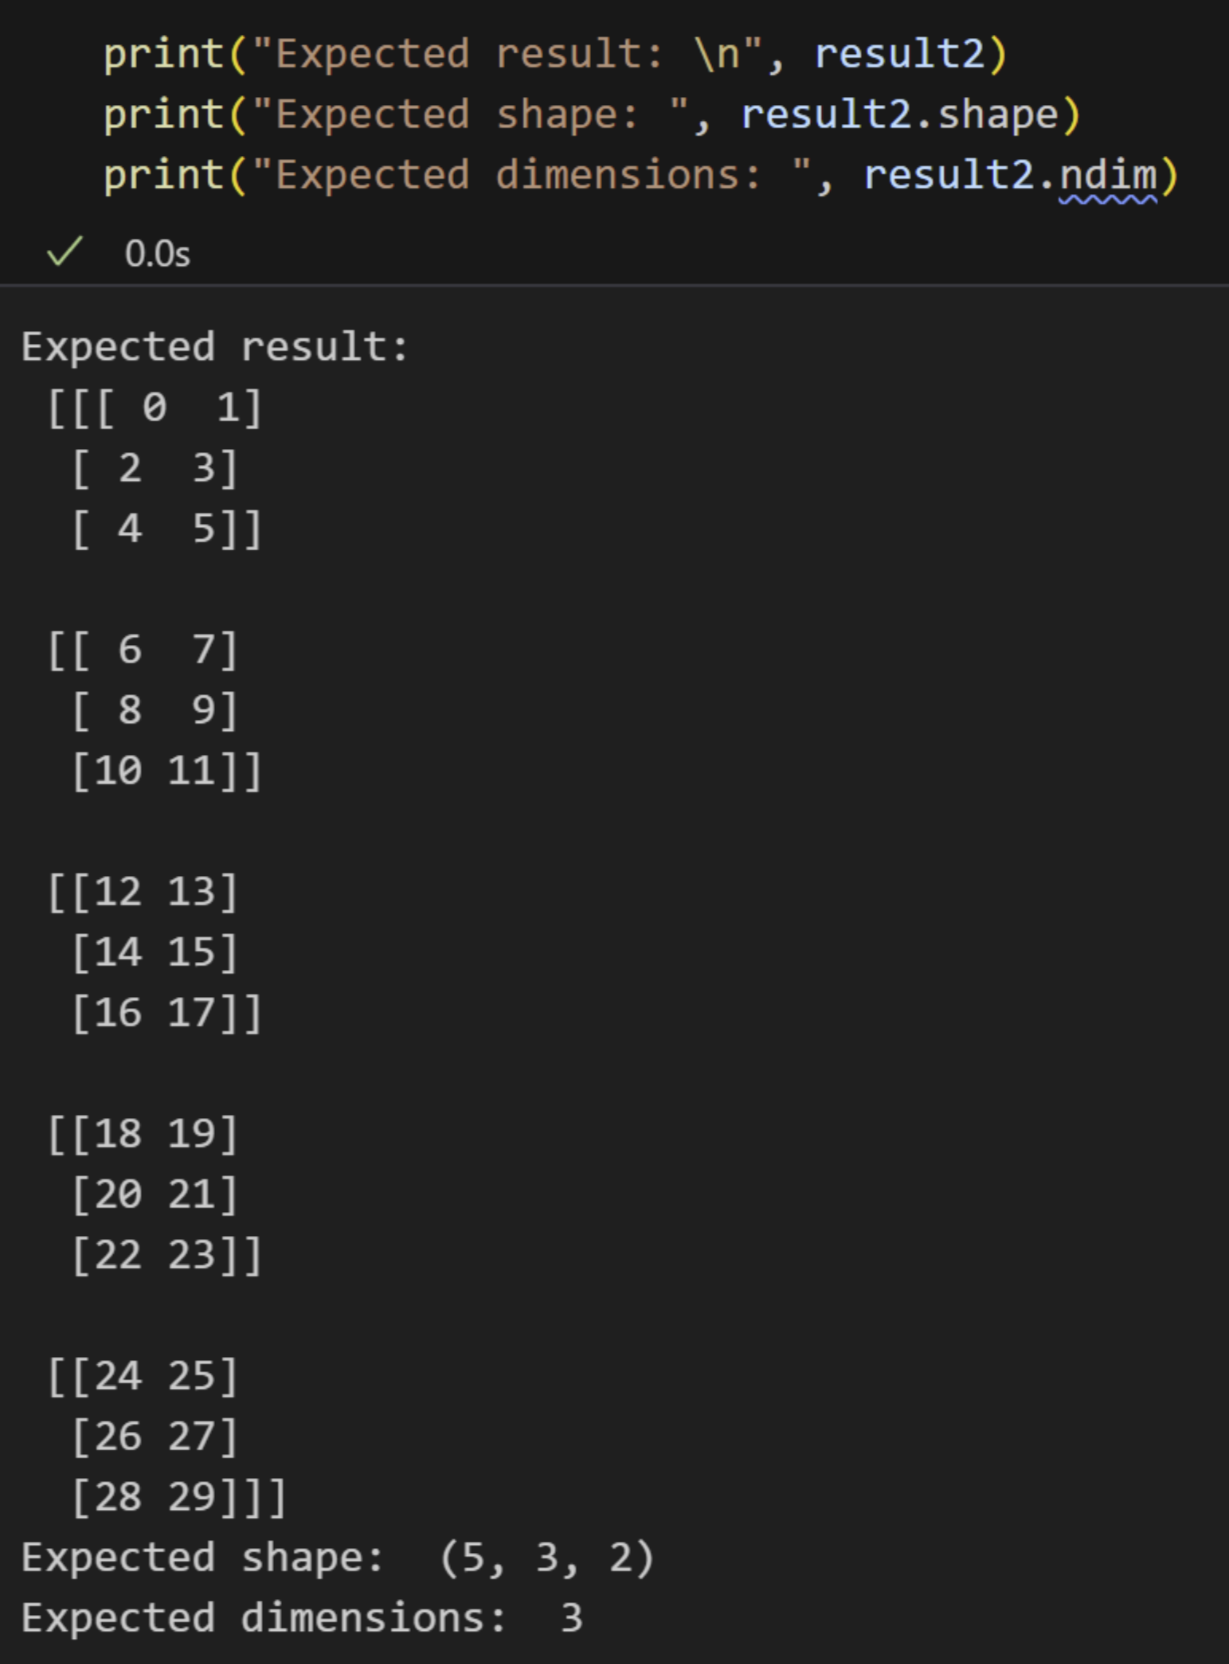 print("Expected result: \n", result2)
print("Expected shape: ", result2.shape)
print("Expected dimensions: ", result2.ndim)
0.0s
Expected result:
[[[ 0  1]
[ 2  3]
[ 4  5]]
[[ 6  7]
[ 8  9]
[10 11]]
[[12 13]
[14 15]
[16 17]]
[[18 19]
[20 21]
[22 23]]
[[24 25]
[26 27]
[28 29]]]
Expected shape:  (5, 3, 2)
Expected dimensions:  3